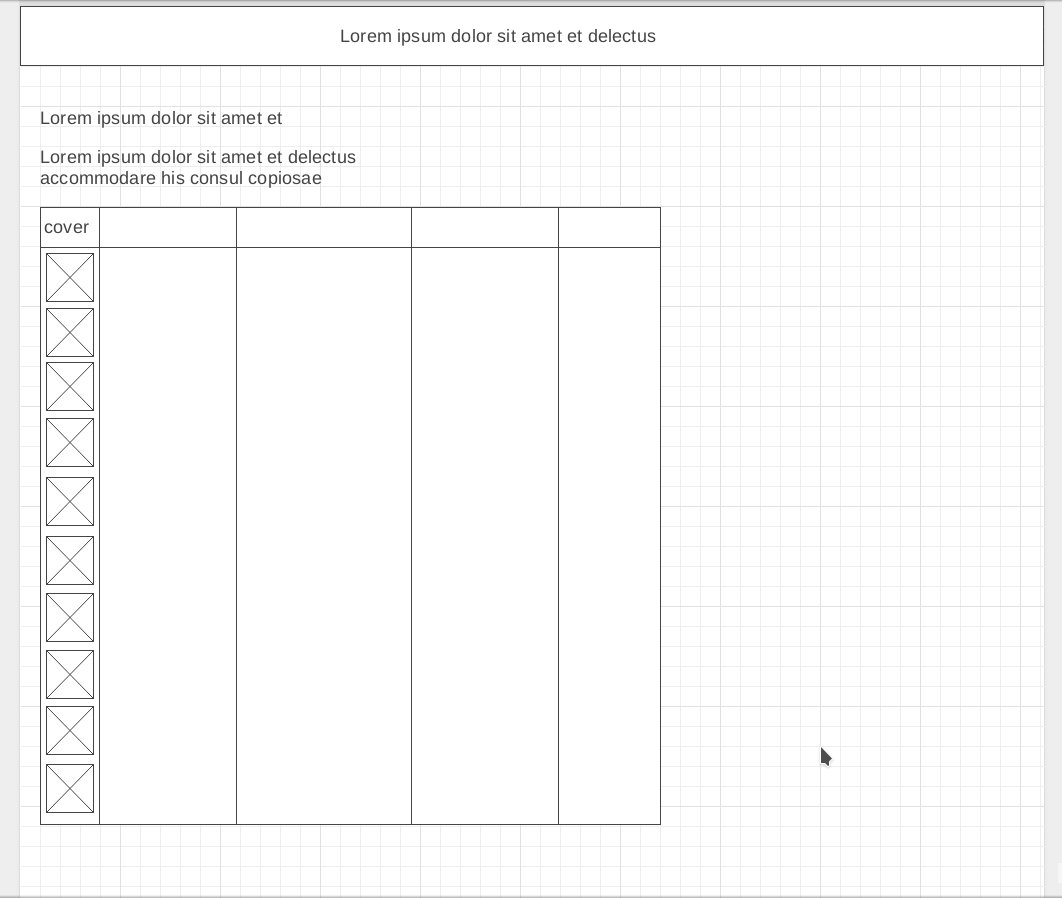 Lorem ipsum dolor sit amet et delectus
Lorem ipsum dolor sit amet et
Lorem ipsum dolor sit amet et delectus
accommodare his consul copiosae
cover